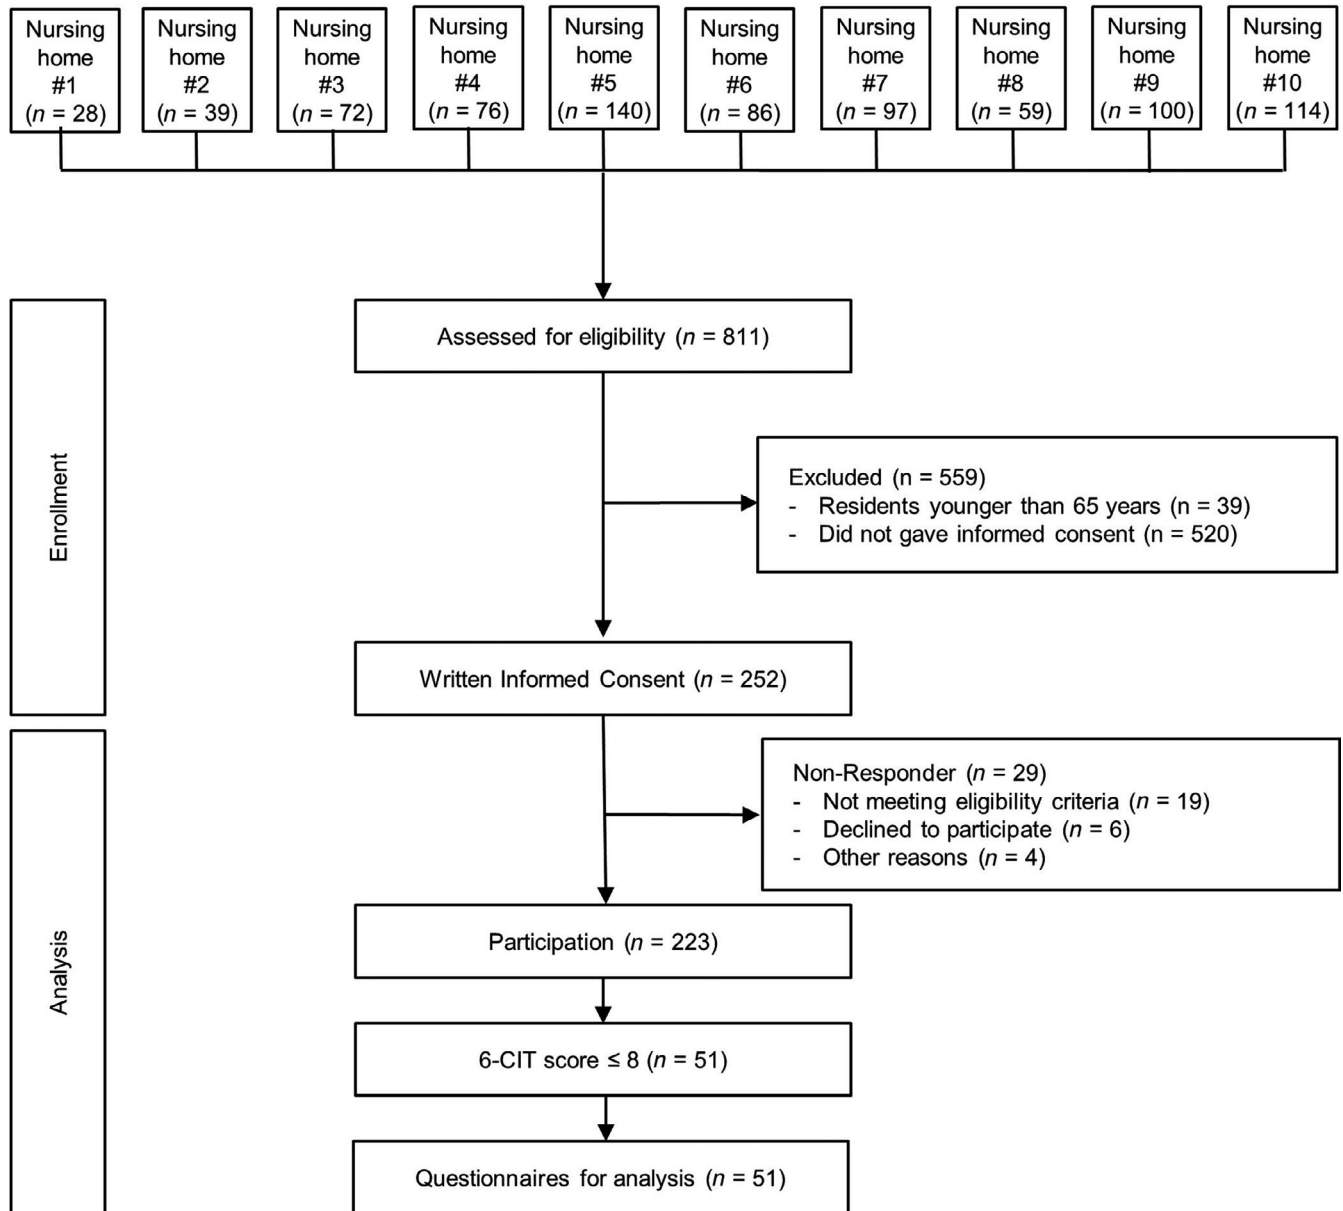 Nursing
home
#1
(n = 28)
Nursing
home
#2
(n = 39)
Nursing
home
#3
(n = 72)
Nursing
home
#4
(n = 76)
Nursing
home
#5
(n = 140)
Nursing
home
#6
(n = 86)
Nursing
home
#7
(n = 97)
Nursing
home
#8
(n = 59)
Nursing
home
#9
(n = 100)
Nursing
home
#10
(n = 114)
Enrollment
Assessed for eligibility (n = 811)
Excluded (n = 559)
- Residents younger than 65 years (n = 39)
- Did not gave informed consent (n = 520)
Written Informed Consent (n = 252)
Analysis
Non-Responder (n = 29)
- Not meeting eligibility criteria (n = 19)
- Declined to participate (n = 6)
- Other reasons (n = 4)
Participation (n = 223)
6-CIT score ≤ 8 (n = 51)
Questionnaires for analysis (n = 51)